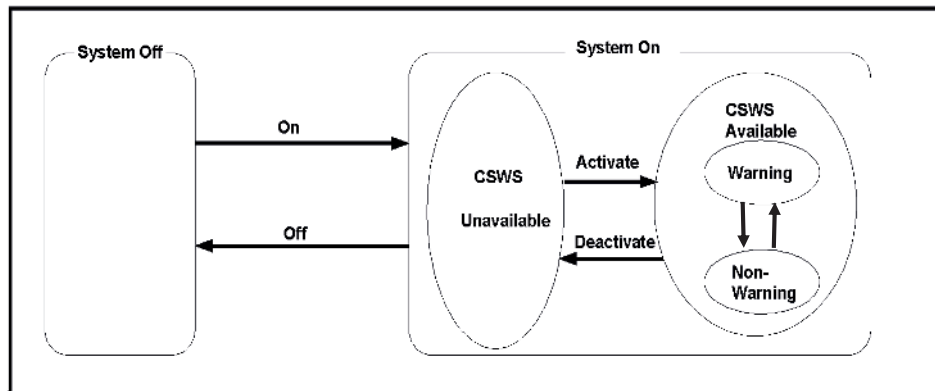 System Off
System On
On
Off
CSWS
Unavailable
Activate
Deactivate
CSWS
Available
Warning
Non-
Warning